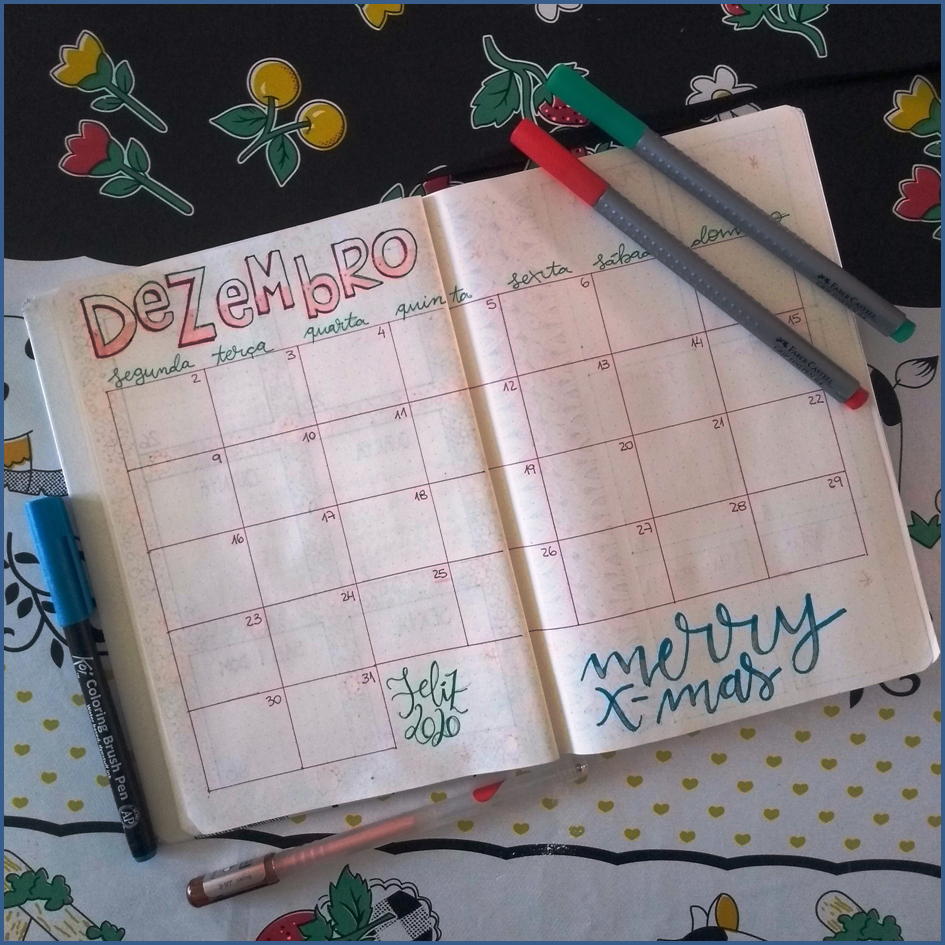 DEZEMBRO
segunda terça quarta quinta sexta sábado domingo
2 3 4 5 6 15
9 10 11 12 13 14 22
16 17 18 19 20 21 29
23 24 25 26 27 28
30 31
Feliz
2020
merry
x-mas
FABER-CASTELL
FABER-CASTELL
Koi Coloring Brush Pen AP